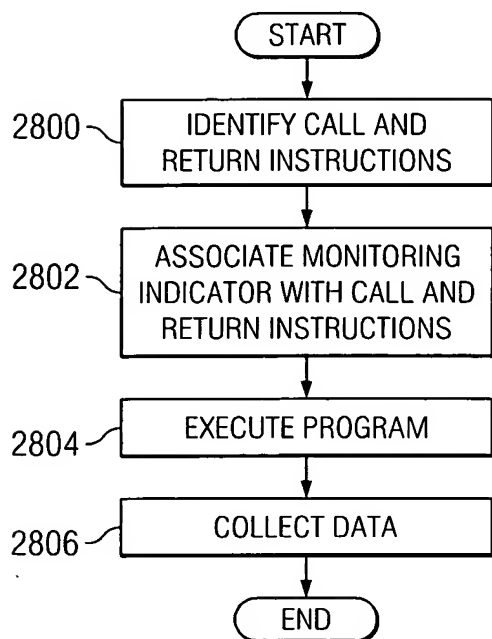 START
2800
IDENTIFY CALL AND
RETURN INSTRUCTIONS
2802
ASSOCIATE MONITORING
INDICATOR WITH CALL AND
RETURN INSTRUCTIONS
2804
EXECUTE PROGRAM
2806
COLLECT DATA
END